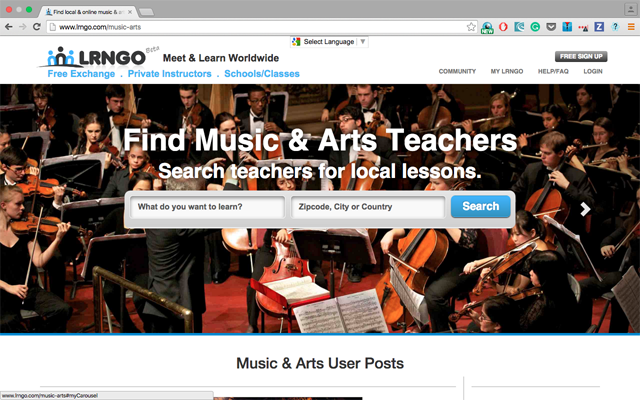 Find local & online music & a
www.lrngo.com/music-arts
NEW
Select Language
LRNGO Beta
Meet & Learn Worldwide
Free Exchange . Private Instructors . Schools/Classes
FREE SIGN UP
COMMUNITY MY LRNGO HELP/FAQ LOGIN
Find Music & Arts Teachers
Search teachers for local lessons.
What do you want to learn? Zipcode, City or Country Search
Music & Arts User Posts
www.lrngo.com/music-arts#myCarousel